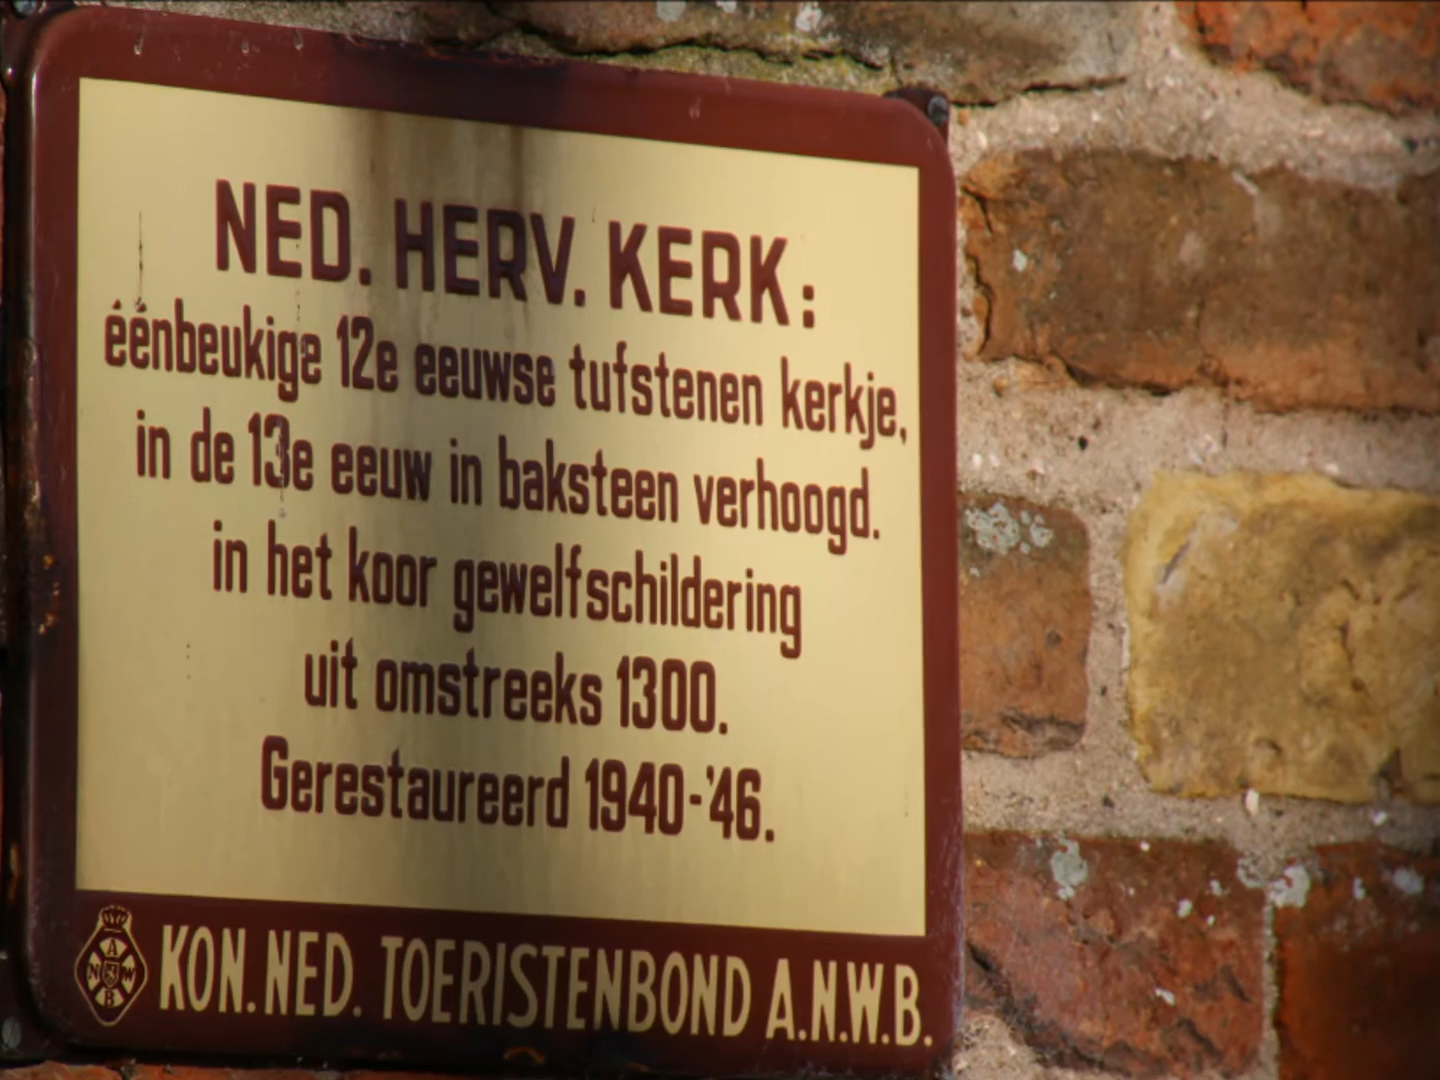 NED. HERV. KERK:
éénbeukige 12e eeuwse tufstenen kerkje,
in de 13e eeuw in baksteen verhoogd.
in het koor gewelfschildering
uit omstreeks 1300.
Gerestaureerd 1940-'46.
A
N W
B
KON. NED. TOERISTENBOND A.N.W.B.